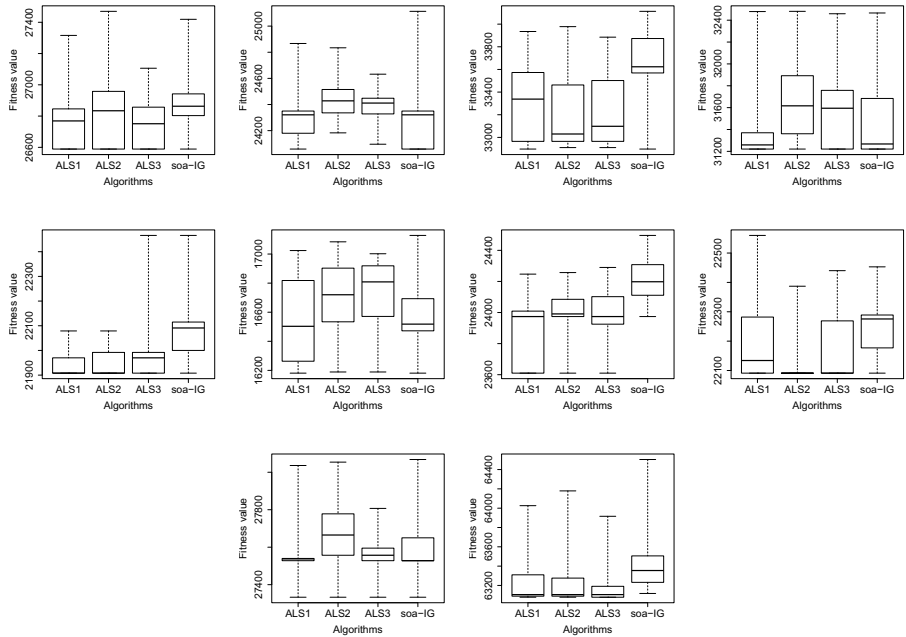 Fitness value
26600 27000 27400
ALS1 ALS2 ALS3 soa−IG
Algorithms
Fitness value
24200 24600 25000
ALS1 ALS2 ALS3 soa−IG
Algorithms
Fitness value
33000 33400 33800
ALS1 ALS2 ALS3 soa−IG
Algorithms
Fitness value
31200 31600 32000 32400
ALS1 ALS2 ALS3 soa−IG
Algorithms
Fitness value
21900 22100 22300
ALS1 ALS2 ALS3 soa−IG
Algorithms
Fitness value
16200 16600 17000
ALS1 ALS2 ALS3 soa−IG
Algorithms
Fitness value
23600 24000 24400
ALS1 ALS2 ALS3 soa−IG
Algorithms
Fitness value
22100 22300 22500
ALS1 ALS2 ALS3 soa−IG
Algorithms
Fitness value
27400 27800
ALS1 ALS2 ALS3 soa−IG
Algorithms
Fitness value
63200 63600 64000 64400
ALS1 ALS2 ALS3 soa−IG
Algorithms